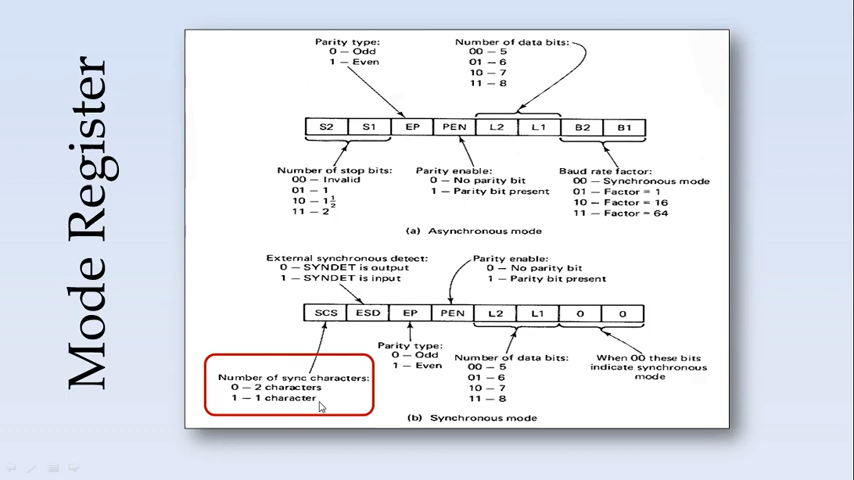 Mode Register
Parity type:
0 – Odd
1 – Even
Number of data bits:
00 – 5
01 – 6
10 – 7
11 – 8
S2 S1 EP PEN L2 L1 B2 B1
Number of stop bits:
00 – Invalid
01 – 1
10 – 1½
11 – 2
Parity enable:
0 – No parity bit
1 – Parity bit present
Baud rate factor:
00 – Synchronous mode
01 – Factor = 1
10 – Factor = 16
11 – Factor = 64
(a) Asynchronous mode
External synchronous detect:
0 – SYNDET is output
1 – SYNDET is input
Parity enable:
0 – No parity bit
1 – Parity bit present
SCS ESD EP PEN L2 L1 0 0
Number of sync characters:
0 – 2 characters
1 – 1 character
Parity type:
0 – Odd
1 – Even
Number of data bits:
00 – 5
01 – 6
10 – 7
11 – 8
When 00 these bits
indicate synchronous
mode
(b) Synchronous mode